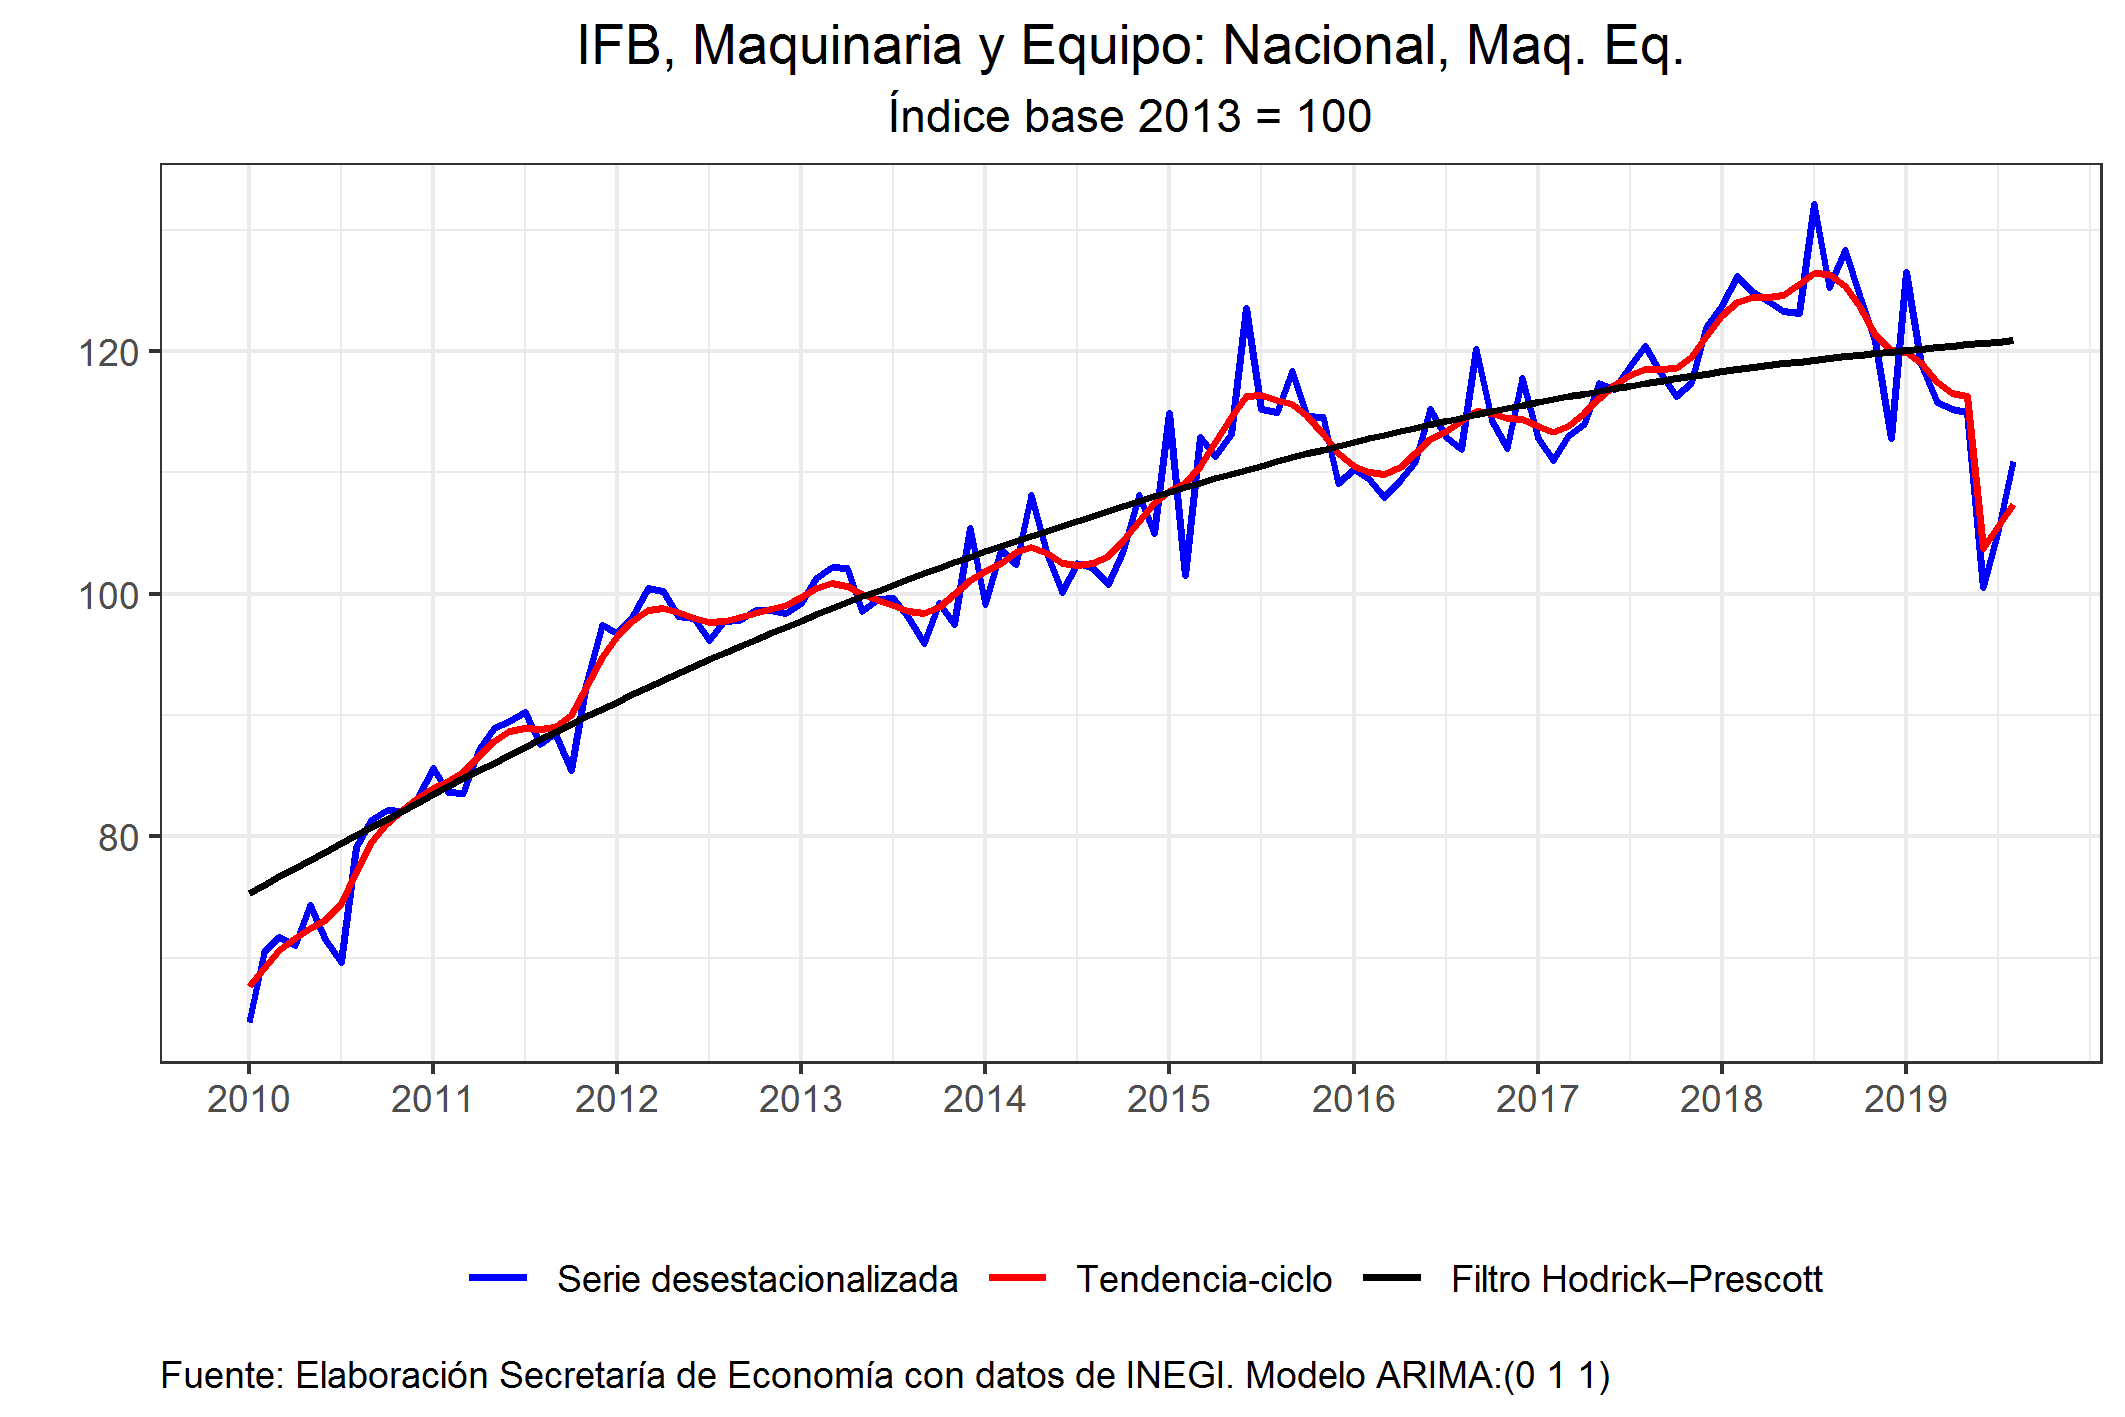 IFB, Maquinaria y Equipo: Nacional, Maq. Eq.
Índice base 2013 = 100
120
100
80
2010 2011 2012 2013 2014 2015 2016 2017 2018 2019
Serie desestacionalizada Tendencia-ciclo Filtro Hodrick–Prescott
Fuente: Elaboración Secretaría de Economía con datos de INEGI. Modelo ARIMA:(0 1 1)